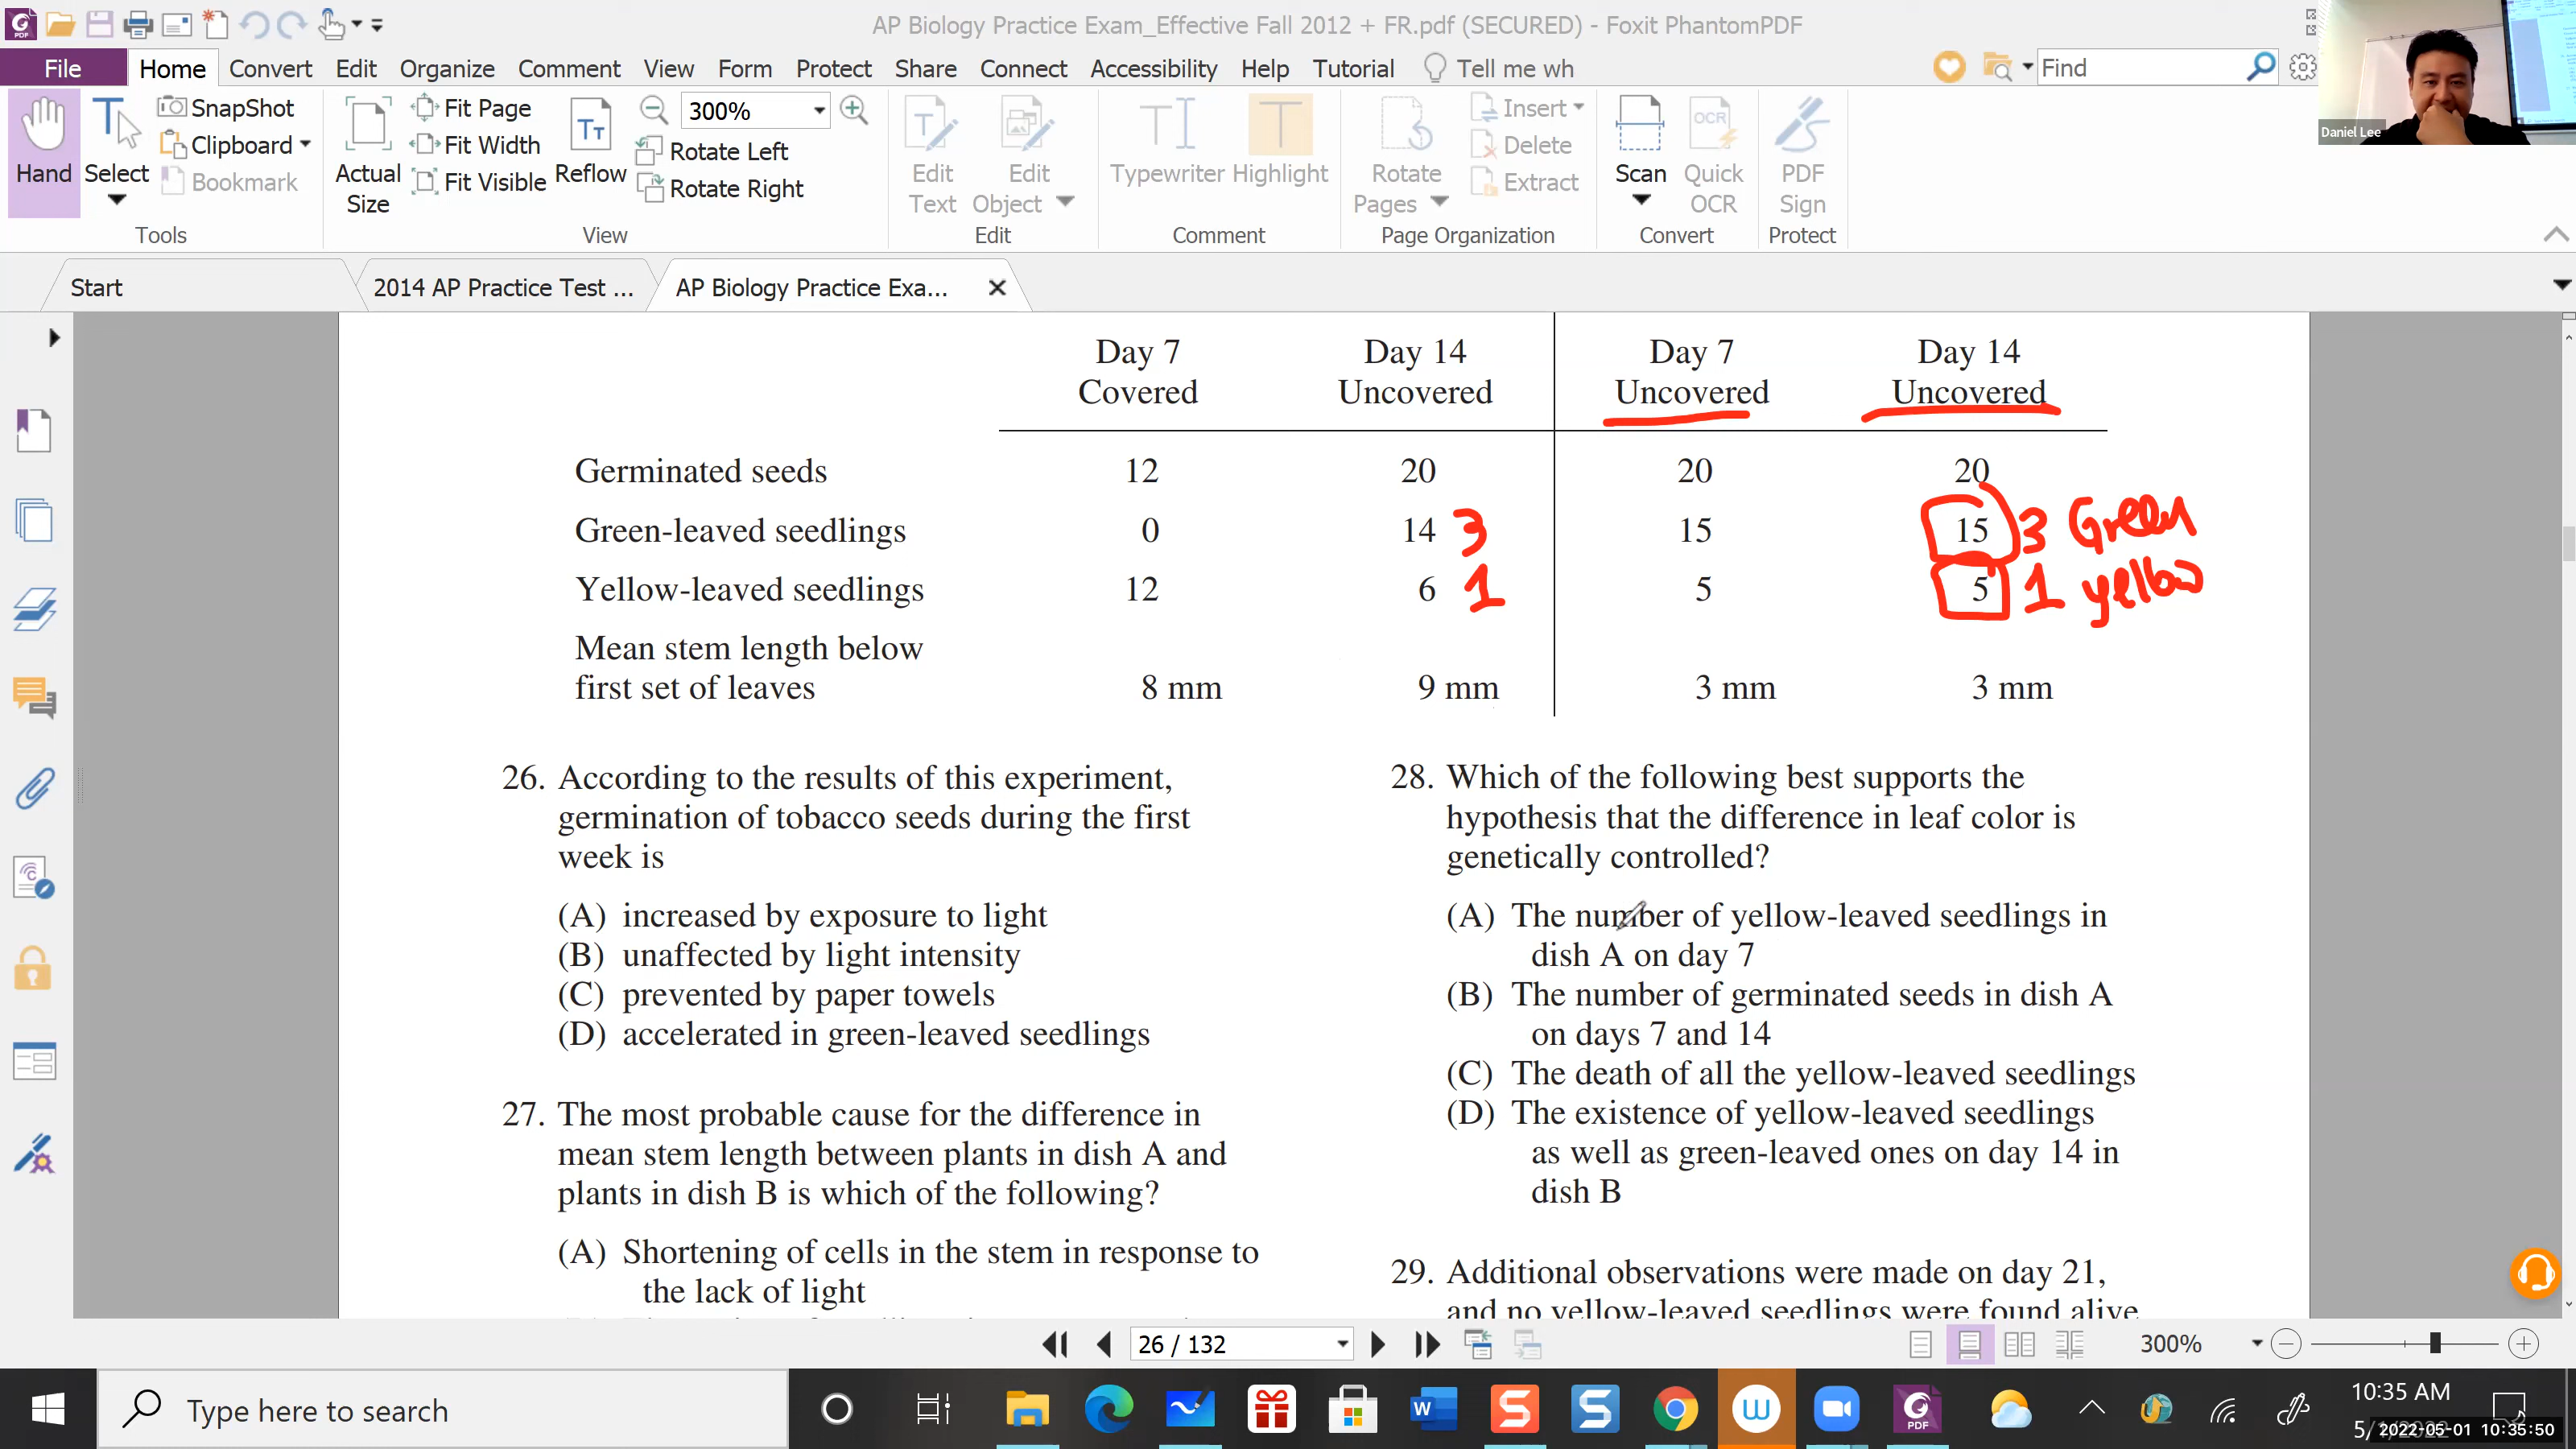 AP Biology Practice Exam_Effective Fall 2012 + FR.pdf (SECURED) - Foxit PhantomPDF
File Home Convert Edit Organize Comment View Form Protect Share Connect Accessibility Help Tutorial Tell me wh Find
Daniel Lee
Hand Select SnapShot Clipboard Bookmark
Actual Size Fit Page Fit Width Fit Visible Reflow 300% Rotate Left Rotate Right
Edit Text Edit Object Typewriter Highlight Rotate Pages Insert Delete Extract Scan Quick OCR PDF Sign
Tools View Edit Comment Page Organization Convert Protect
Start 2014 AP Practice Test ... AP Biology Practice Exa...
Day 7 Day 14 Day 7 Day 14
Covered Uncovered Uncovered Uncovered
Germinated seeds 12 20 20 20
Green-leaved seedlings 0 14 3 15 15 3 Green
Yellow-leaved seedlings 12 6 1 5 5 1 yellow
Mean stem length below
first set of leaves 8 mm 9 mm 3 mm 3 mm
26. According to the results of this experiment,
germination of tobacco seeds during the first
week is
(A) increased by exposure to light
(B) unaffected by light intensity
(C) prevented by paper towels
(D) accelerated in green-leaved seedlings
27. The most probable cause for the difference in
mean stem length between plants in dish A and
plants in dish B is which of the following?
(A) Shortening of cells in the stem in response to
the lack of light
28. Which of the following best supports the
hypothesis that the difference in leaf color is
genetically controlled?
(A) The number of yellow-leaved seedlings in
dish A on day 7
(B) The number of germinated seeds in dish A
on days 7 and 14
(C) The death of all the yellow-leaved seedlings
(D) The existence of yellow-leaved seedlings
as well as green-leaved ones on day 14 in
dish B
29. Additional observations were made on day 21,
and no yellow-leaved seedlings were found alive
26 / 132 300%
Type here to search
10:35 AM
2022-05-01 10:35:50